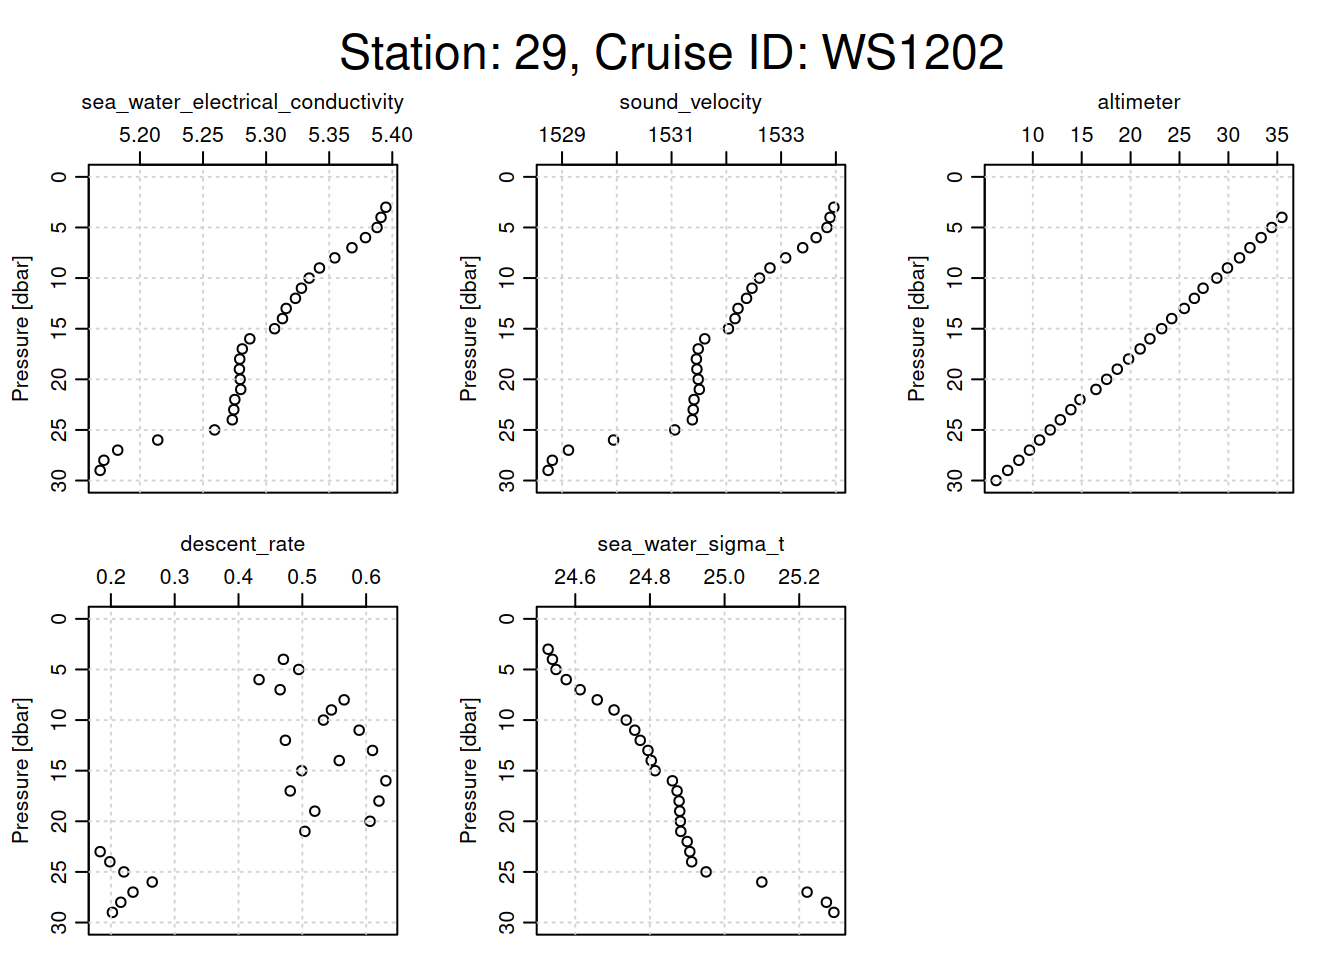 Station: 29, Cruise ID: WS1202
sea_water_electrical_conductivity
5.20 5.25 5.30 5.35 5.40
Pressure [dbar]
0 5 10 15 20 25 30
sound_velocity
1529 1531 1533
Pressure [dbar]
0 5 10 15 20 25 30
altimeter
10 15 20 25 30 35
Pressure [dbar]
0 5 10 15 20 25 30
descent_rate
0.2 0.3 0.4 0.5 0.6
Pressure [dbar]
0 5 10 15 20 25 30
sea_water_sigma_t
24.6 24.8 25.0 25.2
Pressure [dbar]
0 5 10 15 20 25 30